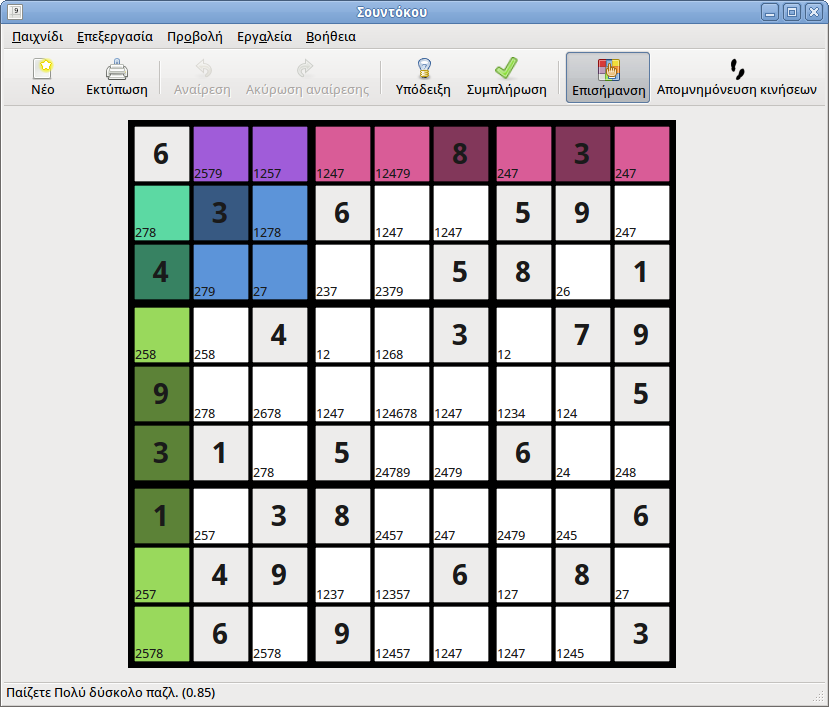 Σουντόκου
Παιχνίδι Επεξεργασία Προβολή Εργαλεία Βοήθεια
Νέο Εκτύπωση Αναίρεση Ακύρωση αναίρεσης Υπόδειξη Συμπλήρωση Επισήμανση Απομνημόνευση κινήσεων
6 2579 1257 1247 12479 8 247 3 247
278 3 1278 6 1247 1247 5 9 247
4 279 27 237 2379 5 8 26 1
258 258 4 12 1268 3 12 7 9
9 278 2678 1247 124678 1247 1234 124 5
3 1 278 5 24789 2479 6 24 248
1 257 3 8 2457 247 2479 245 6
257 4 9 1237 12357 6 127 8 27
2578 6 2578 9 12457 1247 1247 1245 3
Παίζετε Πολύ δύσκολο παζλ. (0.85)